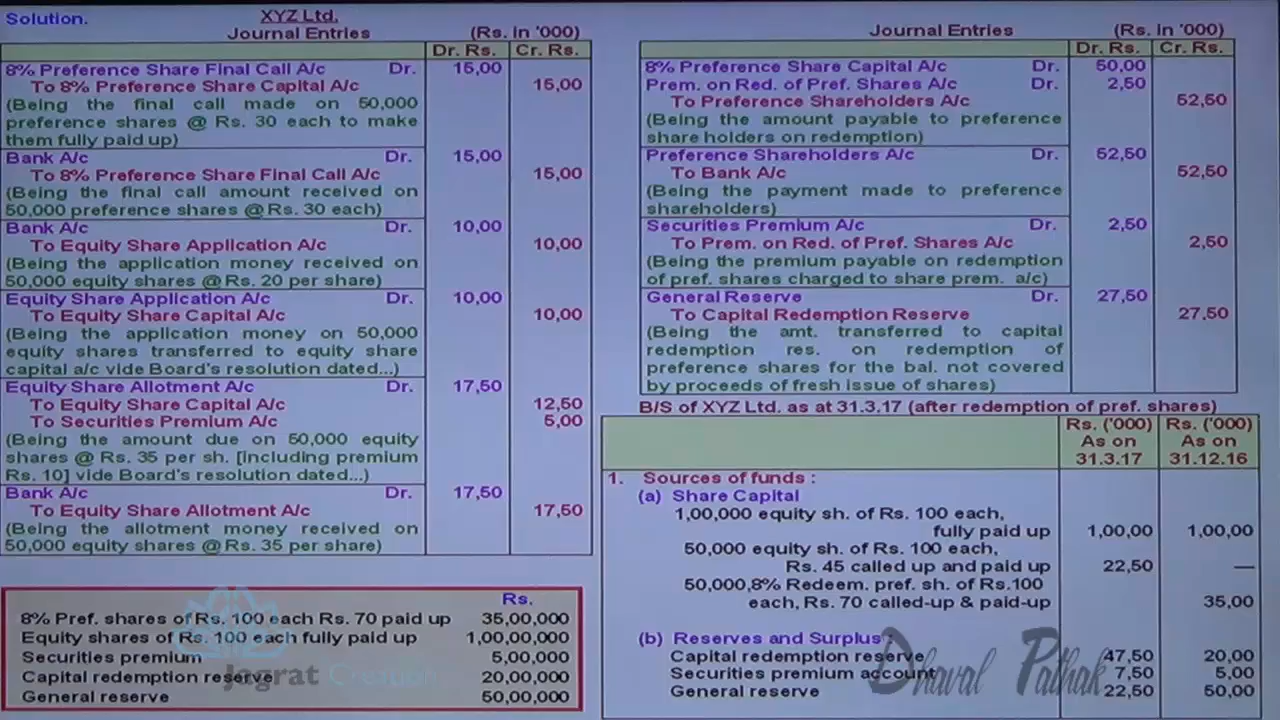 Solution.
XYZ Ltd.
Journal Entries (Rs. in '000)
Dr. Rs. Cr. Rs.
8% Preference Share Final Call A/c Dr. 15,00
To 8% Preference Share Capital A/c 15,00
(Being the final call made on 50,000
preference shares @ Rs. 30 each to make
them fully paid up)
Bank A/c Dr. 15,00
To 8% Preference Share Final Call A/c 15,00
(Being the final call amount received on
50,000 preference shares @ Rs. 30 each)
Bank A/c Dr. 10,00
To Equity Share Application A/c 10,00
(Being the application money received on
50,000 equity shares @ Rs. 20 per share)
Equity Share Application A/c Dr. 10,00
To Equity Share Capital A/c 10,00
(Being the application money on 50,000
equity shares transferred to equity share
capital a/c vide Board's resolution dated...)
Equity Share Allotment A/c Dr. 17,50
To Equity Share Capital A/c 12,50
To Securities Premium A/c 5,00
(Being the amount due on 50,000 equity
shares @ Rs. 35 per sh. [including premium
Rs. 10] vide Board's resolution dated...)
Bank A/c Dr. 17,50
To Equity Share Allotment A/c 17,50
(Being the allotment money received on
50,000 equity shares @ Rs. 35 per share)
Rs.
8% Pref. shares of Rs. 100 each Rs. 70 paid up 35,00,000
Equity shares of Rs. 100 each fully paid up 1,00,00,000
Securities premium 5,00,000
Capital redemption reserve 20,00,000
General reserve 50,00,000
Jagrat Creation
Journal Entries (Rs. in '000)
Dr. Rs. Cr. Rs.
8% Preference Share Capital A/c Dr. 50,00
Prem. on Red. of Pref. Shares A/c Dr. 2,50
To Preference Shareholders A/c 52,50
(Being the amount payable to preference
share holders on redemption)
Preference Shareholders A/c Dr. 52,50
To Bank A/c 52,50
(Being the payment made to preference
shareholders)
Securities Premium A/c Dr. 2,50
To Prem. on Red. of Pref. Shares A/c 2,50
(Being the premium payable on redemption
of pref. shares charged to share prem. a/c)
General Reserve Dr. 27,50
To Capital Redemption Reserve 27,50
(Being the amt. transferred to capital
redemption res. on redemption of
preference shares for the bal. not covered
by proceeds of fresh issue of shares)
B/S of XYZ Ltd. as at 31.3.17 (after redemption of pref. shares)
Rs. ('000) Rs. ('000)
As on As on
31.3.17 31.12.16
1. Sources of funds :
(a) Share Capital
1,00,000 equity sh. of Rs. 100 each,
fully paid up 1,00,00 1,00,00
50,000 equity sh. of Rs. 100 each,
Rs. 45 called up and paid up 22,50 —
50,000,8% Redeem. pref. sh. of Rs.100
each, Rs. 70 called-up & paid-up 35,00
(b) Reserves and Surplus :
Capital redemption reserve 47,50 20,00
Securities premium account 7,50 5,00
General reserve 22,50 50,00
Dhaval Pathak